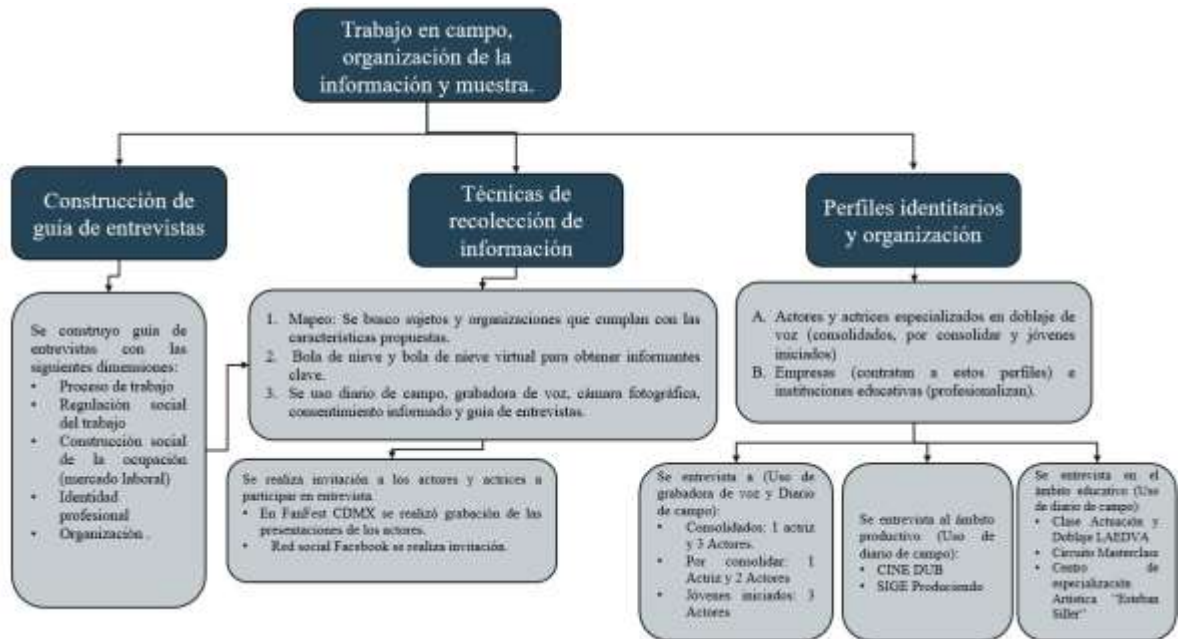 Trabajo en campo,
organización de la
información y muestra.
Construcción de
guía de entrevistas
Técnicas de
recolección de
información
Perfiles identitarios
y organización
Se construyo guía de
entrevistas con las
siguientes dimensiones:
• Proceso de trabajo
• Regulación social
del trabajo
• Construcción social
de la ocupación
(mercado laboral)
• Identidad
profesional
• Organización .
1. Mapeo: Se busco sujetos y organizaciones que cumplan con las
características propuestas.
2. Bola de nieve y bola de nieve virtual para obtener informantes
clave.
3. Se uso diario de campo, grabadora de voz, cámara fotográfica,
consentimiento informado y guía de entrevistas.
Se realiza invitación a los actores y actrices a
participar en entrevista
• En FanFest CDMX se realizó grabación de las
presentaciones de los actores.
• Red social Facebook se realiza invitación.
A. Actores y actrices especializados en doblaje de
voz (consolidados, por consolidar y jóvenes
iniciados)
B. Empresas (contratan a estos perfiles) e
instituciones educativas (profesionalizan).
Se entrevista a (Uso de
grabadora de voz y Diario
de campo):
• Consolidados: 1 actriz
y 3 Actores.
• Por consolidar: 1
Actriz y 2 Actores
• Jóvenes iniciados: 3
Actores
Se entrevista al ámbito
productivo (Uso de
diario de campo):
• CINE DUB
• SIGE Produciendo
Se entrevista en el
ámbito educativo (Uso
de diario de campo)
• Clase Actuación y
Doblaje LAEDVA
• Circuito Masterclass
• Centro de
especialización
Artística "Esteban
Siller"